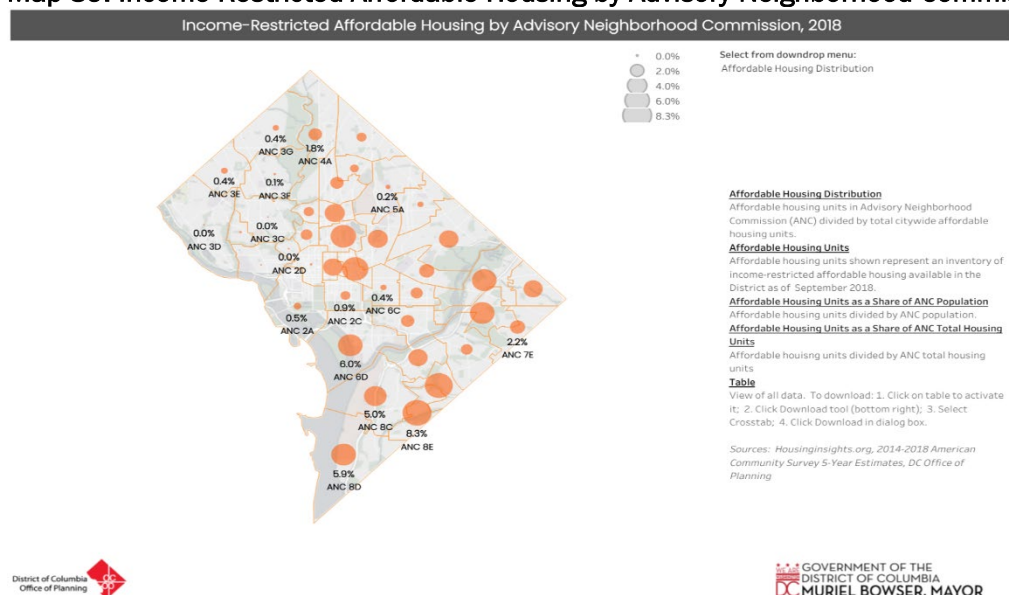 Income-Restricted Affordable Housing by Advisory Neighborhood Commission, 2018
0.0%
2.0%
4.0%
6.0%
8.3%
Select from downdrop menu:
Affordable Housing Distribution
0.4%
ANC 3G
1.8%
ANC 4A
0.4%
ANC 3E
0.1%
ANC 3F
0.2%
ANC 5A
0.0%
ANC 3D
0.0%
ANC 3C
0.0%
ANC 2D
0.5%
ANC 2A
0.9%
ANC 2C
0.4%
ANC 6C
2.2%
ANC 7E
6.0%
ANC 6D
5.0%
ANC 8C
8.3%
ANC 8E
5.9%
ANC 8D
Affordable Housing Distribution
Affordable housing units in Advisory Neighborhood
Commission (ANC) divided by total citywide affordable
housing units.
Affordable Housing Units
Affordable housing units shown represent an inventory of
income-restricted affordable housing available in the
District as of September 2018.
Affordable Housing Units as a Share of ANC Population
Affordable housing units divided by ANC population.
Affordable Housing Units as a Share of ANC Total Housing
Units
Affordable houisng units divided by ANC total housing
units
Table
View of all data. To download: 1. Click on table to activate
it; 2. Click Download tool (bottom right); 3. Select
Crosstab; 4. Click Download in dialog box.
Sources: Housinginsights.org, 2014-2018 American
Community Survey 5-Year Estimates, DC Office of
Planning
District of Columbia
Office of Planning
WE ARE
WASHINGTON
DC
GOVERNMENT OF THE
DISTRICT OF COLUMBIA
MURIEL BOWSER, MAYOR